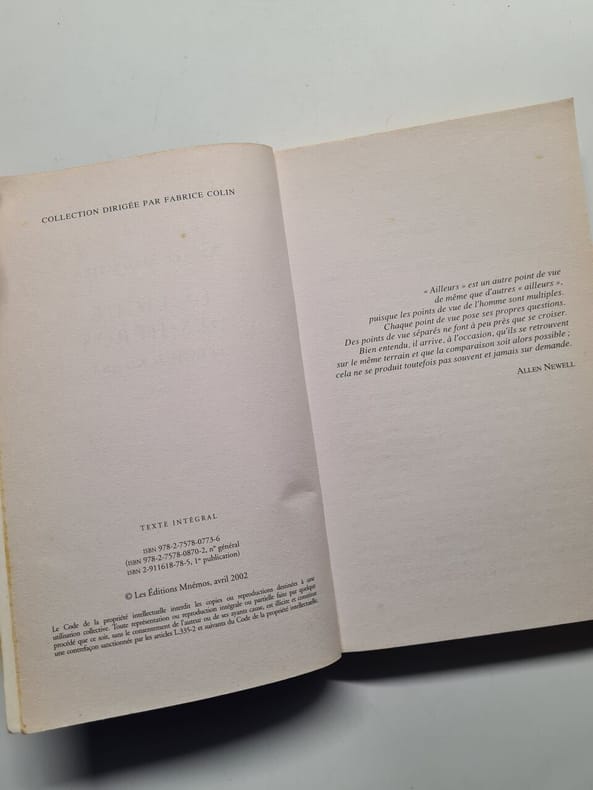 COLLECTION DIRIGÉE PAR FABRICE COLIN
TEXTE INTÉGRAL
ISBN 978-2-7578-0773-6
(ISBN 978-2-7578-0870-2, n° général)
ISBN 2-911618-78-5, 1re publication)
© Les Éditions Mnémos, avril 2002
Le Code de la propriété intellectuelle interdit les copies ou reproductions destinées à une
utilisation collective. Toute représentation ou reproduction intégrale ou partielle faite par quelque
procédé que ce soit, sans le consentement de l'auteur ou de ses ayants cause, est illicite et constitue
une contrefaçon sanctionnée par les articles L.335-2 et suivants du Code de la propriété intellectuelle.
« Ailleurs » est un autre point de vue
de même que d'autres « ailleurs »,
puisque les points de vue de l'homme sont multiples.
Chaque point de vue pose ses propres questions.
Des points de vue séparés ne font à peu près que se croiser.
Bien entendu, il arrive, à l'occasion, qu'ils se retrouvent
sur le même terrain et que la comparaison soit alors possible ;
cela ne se produit toutefois pas souvent et jamais sur demande.
ALLEN NEWELL